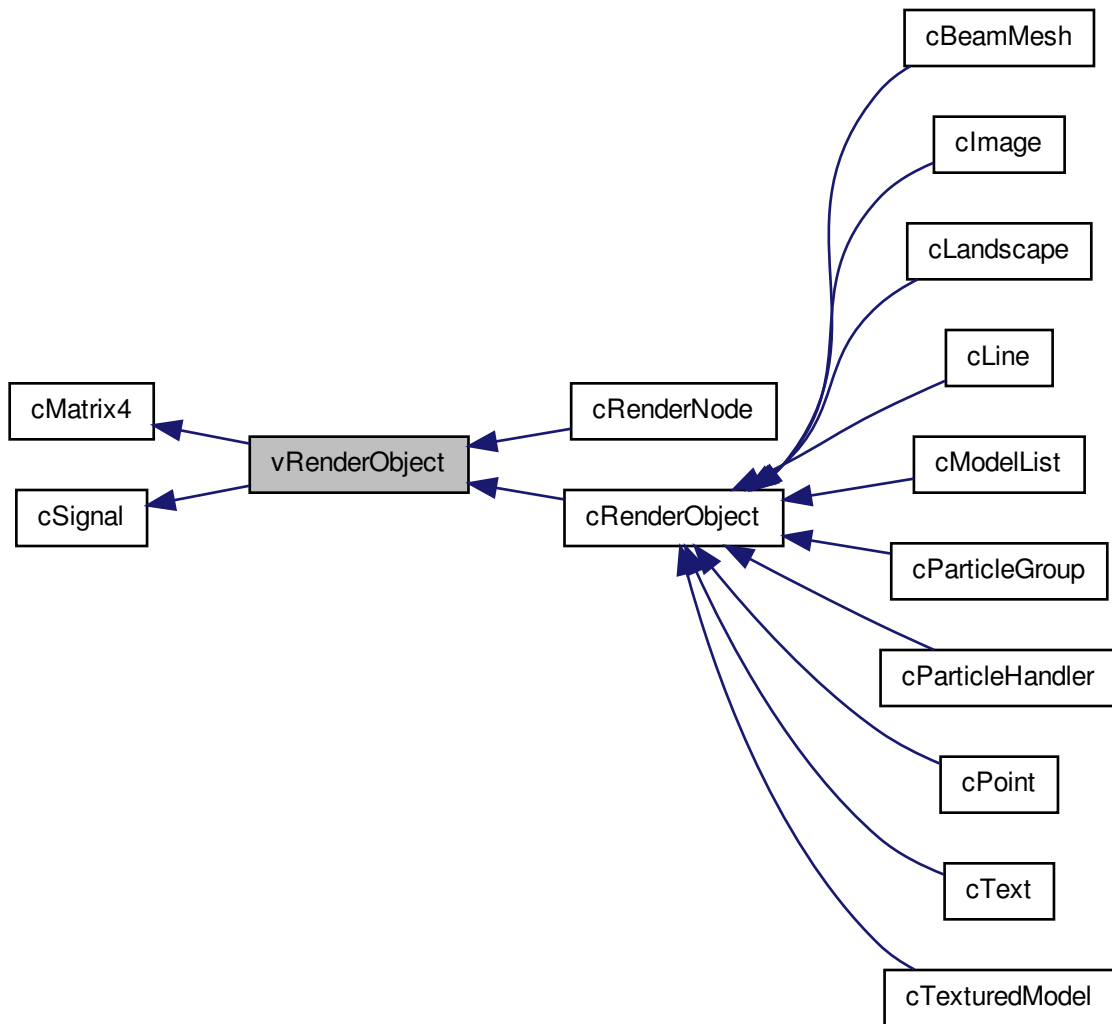 cMatrix4
cSignal
vRenderObject
cRenderNode
cRenderObject
cBeamMesh
cImage
cLandscape
cLine
cModelList
cParticleGroup
cParticleHandler
cPoint
cText
cTexturedModel